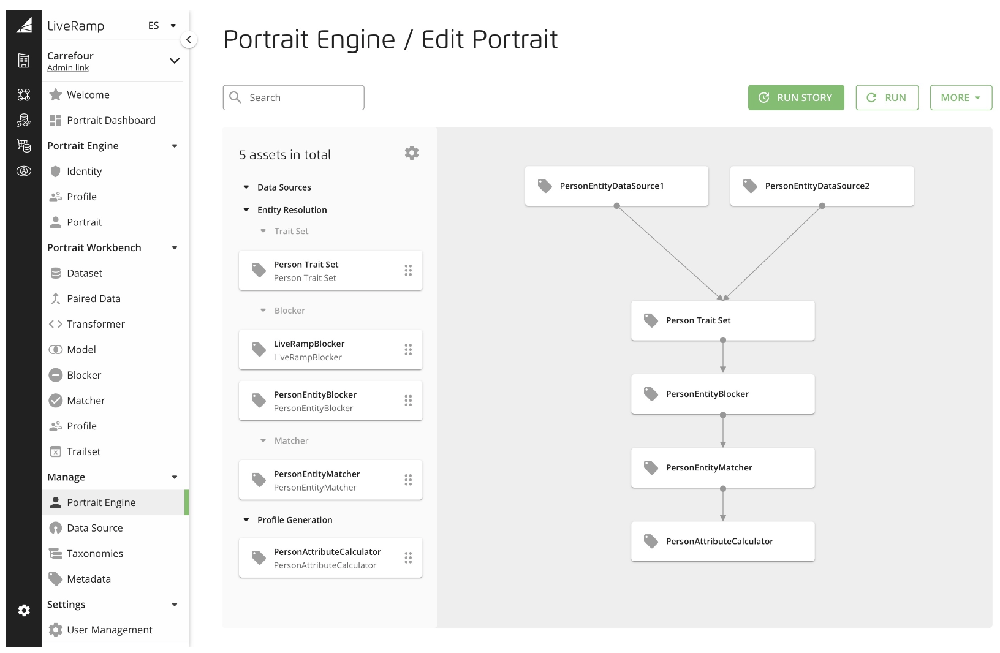 LiveRamp
ES
Carrefour
Admin link
Welcome
Portrait Dashboard
Portrait Engine
Identity
Profile
Portrait
Portrait Workbench
Dataset
Paired Data
Transformer
Model
Blocker
Matcher
Profile
Trailset
Manage
Portrait Engine
Data Source
Taxonomies
Metadata
Settings
User Management
Portrait Engine / Edit Portrait
Search
RUN STORY
RUN
MORE
5 assets in total
Data Sources
Entity Resolution
Trait Set
Person Trait Set
Person Trait Set
Blocker
LiveRampBlocker
LiveRampBlocker
PersonEntityBlocker
PersonEntityBlocker
Matcher
PersonEntityMatcher
PersonEntityMatcher
Profile Generation
PersonAttributeCalculator
PersonAttributeCalculator
PersonEntityDataSource1
PersonEntityDataSource2
Person Trait Set
PersonEntityBlocker
PersonEntityMatcher
PersonAttributeCalculator